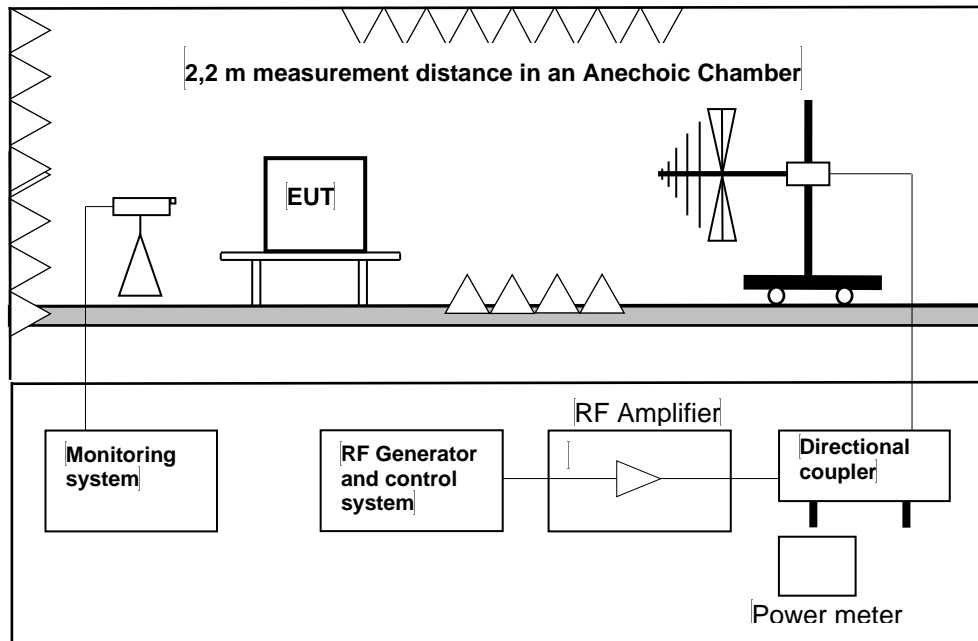 2,2 m measurement distance in an Anechoic Chamber
EUT
RF Amplifier
Monitoring
system
RF Generator
and control
system
Directional
coupler
Power meter